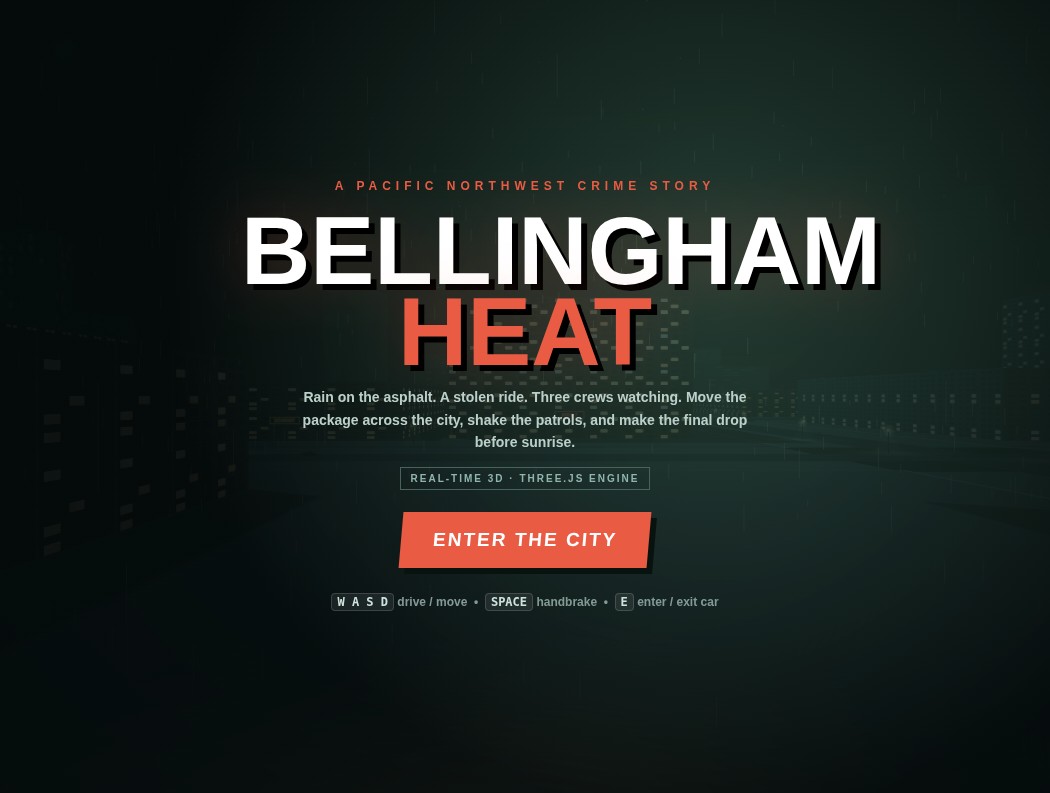 A PACIFIC NORTHWEST CRIME STORY
BELLINGHAM
HEAT
Rain on the asphalt. A stolen ride. Three crews watching. Move the
package across the city, shake the patrols, and make the final drop
before sunrise.
REAL-TIME 3D · THREE.JS ENGINE
ENTER THE CITY
W A S D drive / move • SPACE handbrake • E enter / exit car